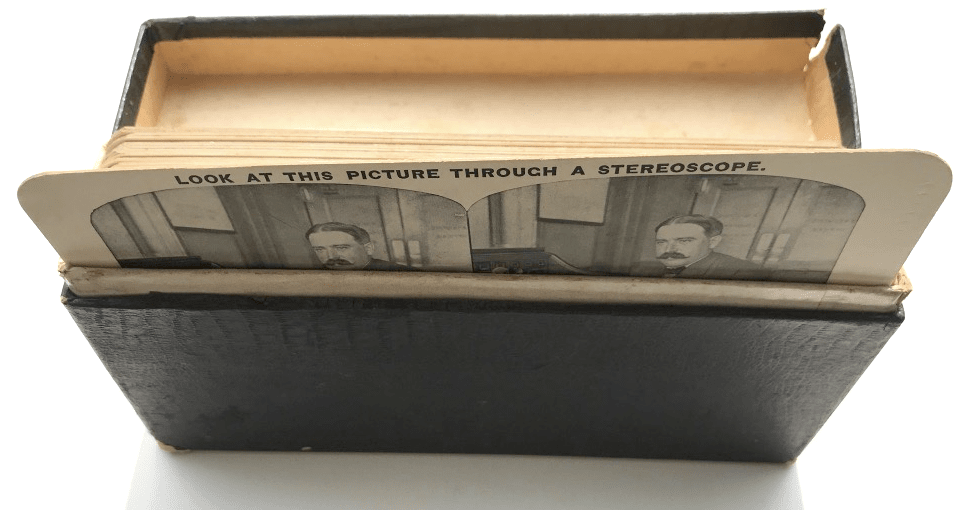 LOOK AT THIS PICTURE THROUGH A STEREOSCOPE.